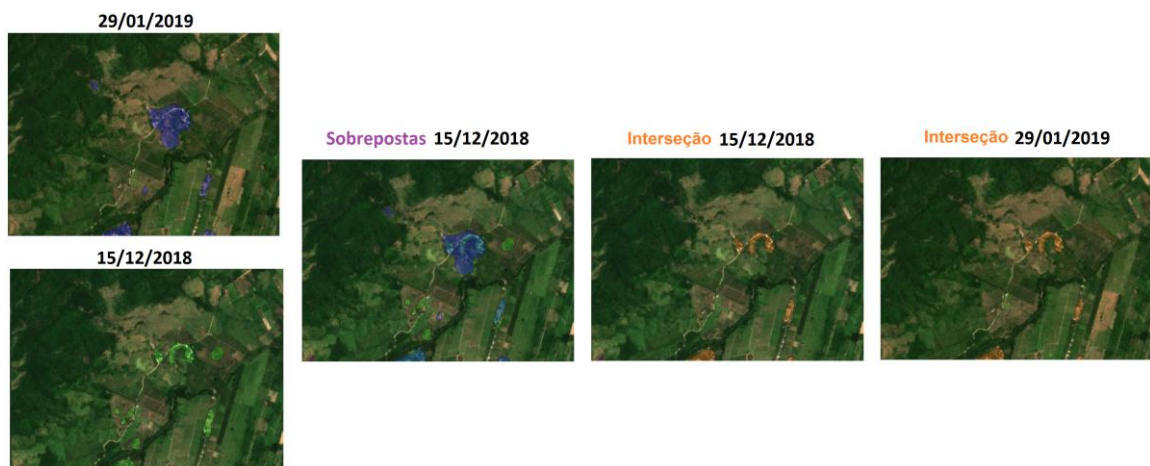 29/01/2019
15/12/2018
Sobrepostas 15/12/2018
Interseção 15/12/2018
Interseção 29/01/2019